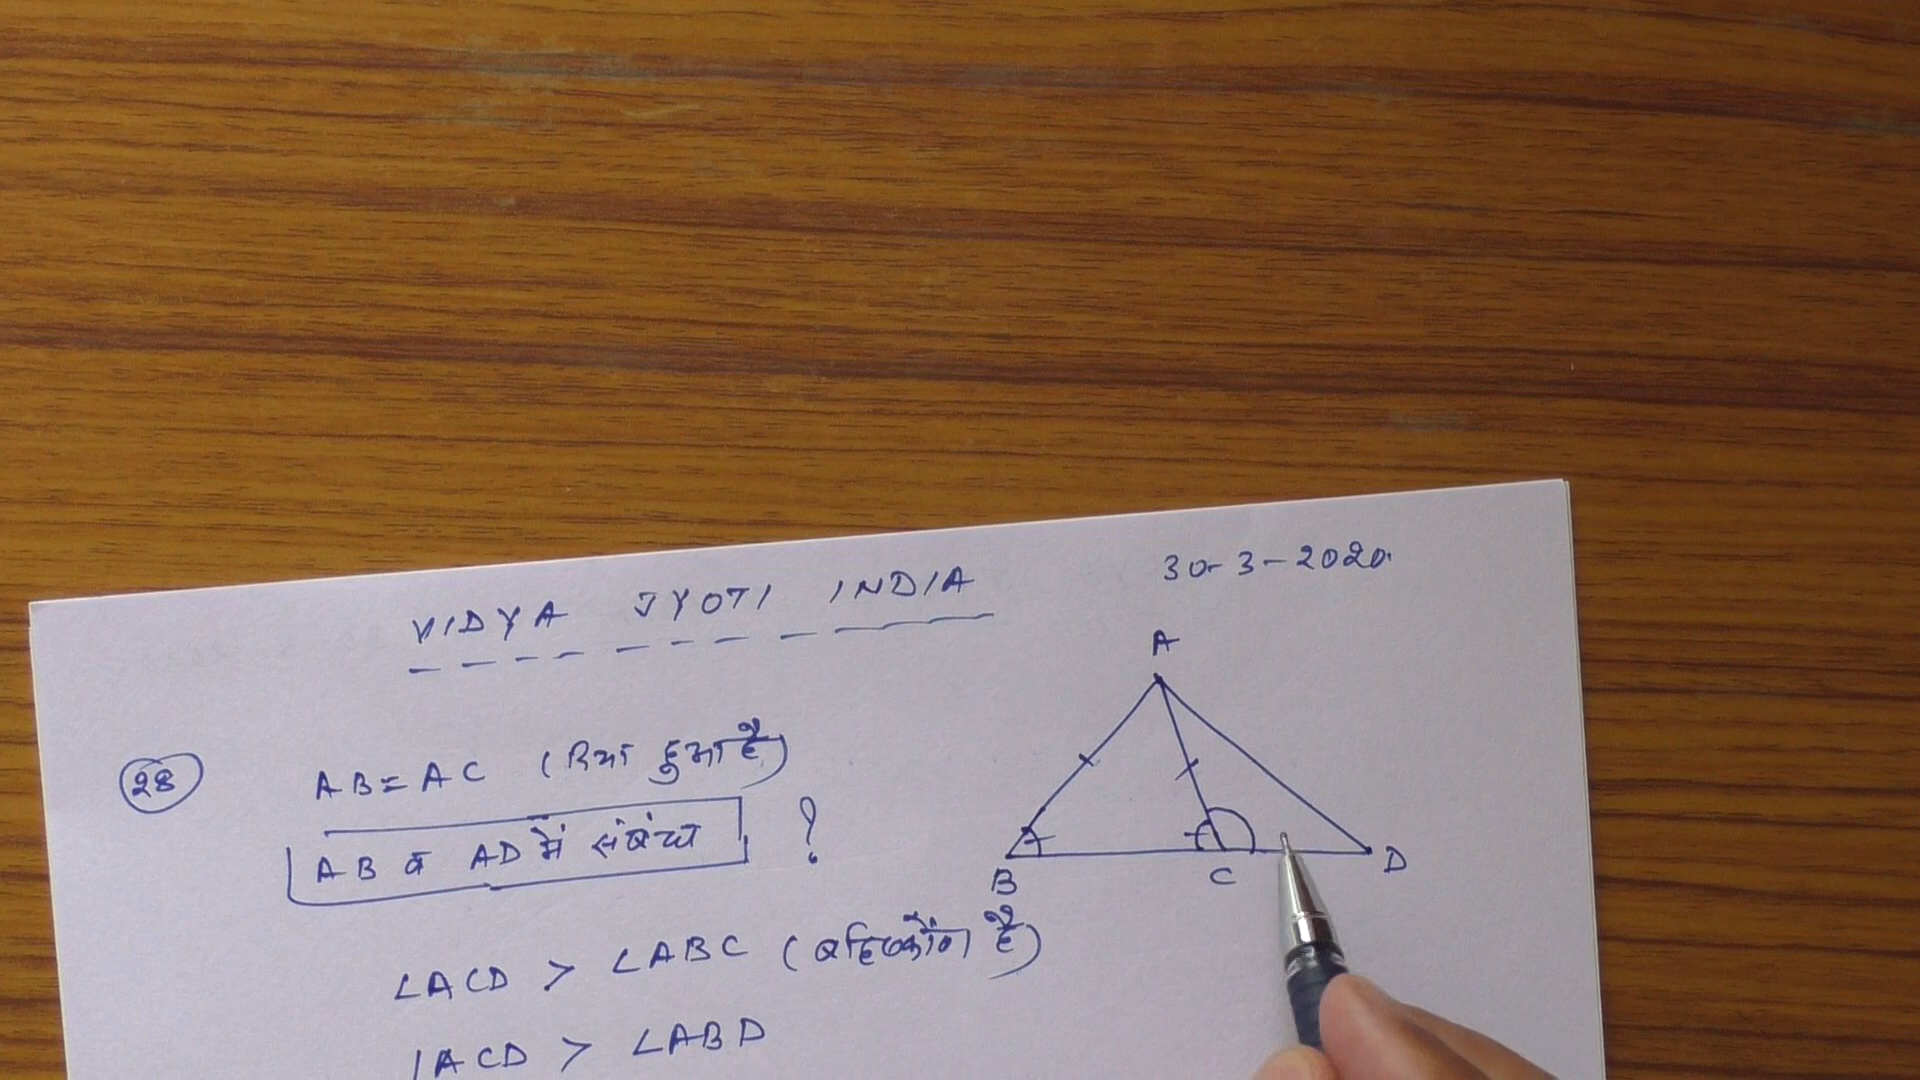 VIDYA JYOTI INDIA
30-3-2020
28
AB = AC (दिया हुआ है)
AB व AD में संबंध ?
∠ACD > ∠ABC (बहिष्कोण है)
∠ACD > ∠ABD
A
B
C
D